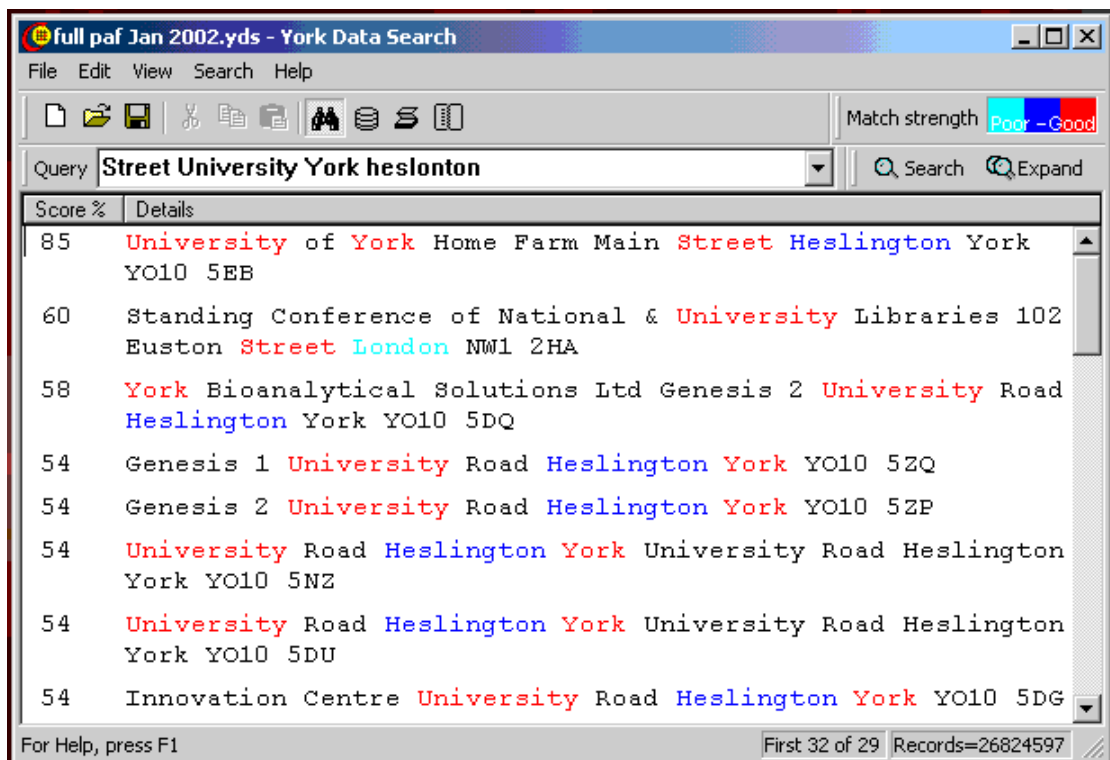 full paf Jan 2002.yds - York Data Search
File Edit View Search Help
Match strength Poor - Good
Query Street University York heslonton Search Expand
Score % Details
85 University of York Home Farm Main Street Heslington York
YO10 5EB
60 Standing Conference of National & University Libraries 102
Euston Street London NW1 2HA
58 York Bioanalytical Solutions Ltd Genesis 2 University Road
Heslington York YO10 5DQ
54 Genesis 1 University Road Heslington York YO10 5ZQ
54 Genesis 2 University Road Heslington York YO10 5ZP
54 University Road Heslington York University Road Heslington
York YO10 5NZ
54 University Road Heslington York University Road Heslington
York YO10 5DU
54 Innovation Centre University Road Heslington York YO10 5DG
For Help, press F1 First 32 of 29 Records=26824597